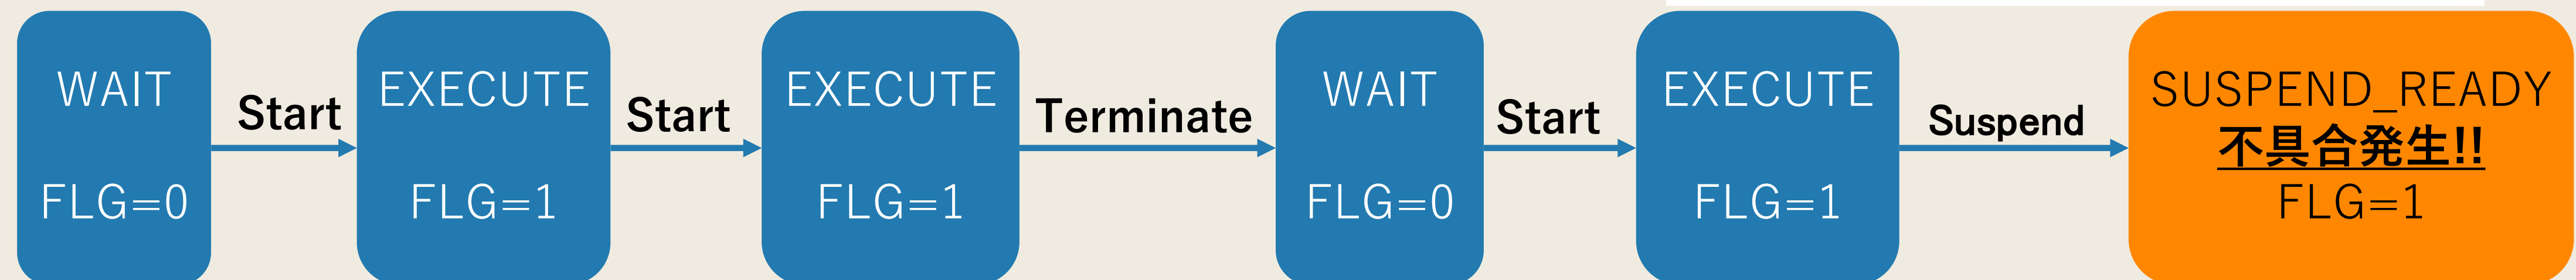 WAIT
FLG=0
Start
EXECUTE
FLG=1
Start
EXECUTE
FLG=1
Terminate
WAIT
FLG=0
Start
EXECUTE
FLG=1
Suspend
SUSPEND_READY
不具合発生!!
FLG=1